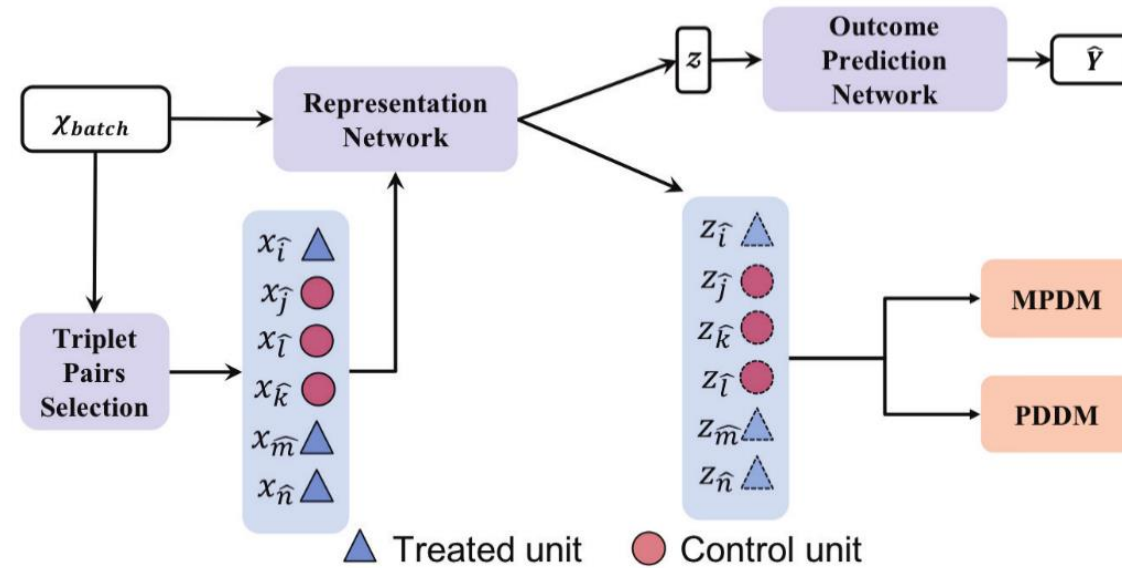 χ_batch
Triplet
Pairs
Selection
Representation
Network
x_î
x_ĵ
x_l̂
x_k̂
x_m̂
x_n̂
z
Outcome
Prediction
Network
Ŷ
z_î
z_ĵ
z_k̂
z_l̂
z_m̂
z_n̂
MPDM
PDDM
Treated unit
Control unit